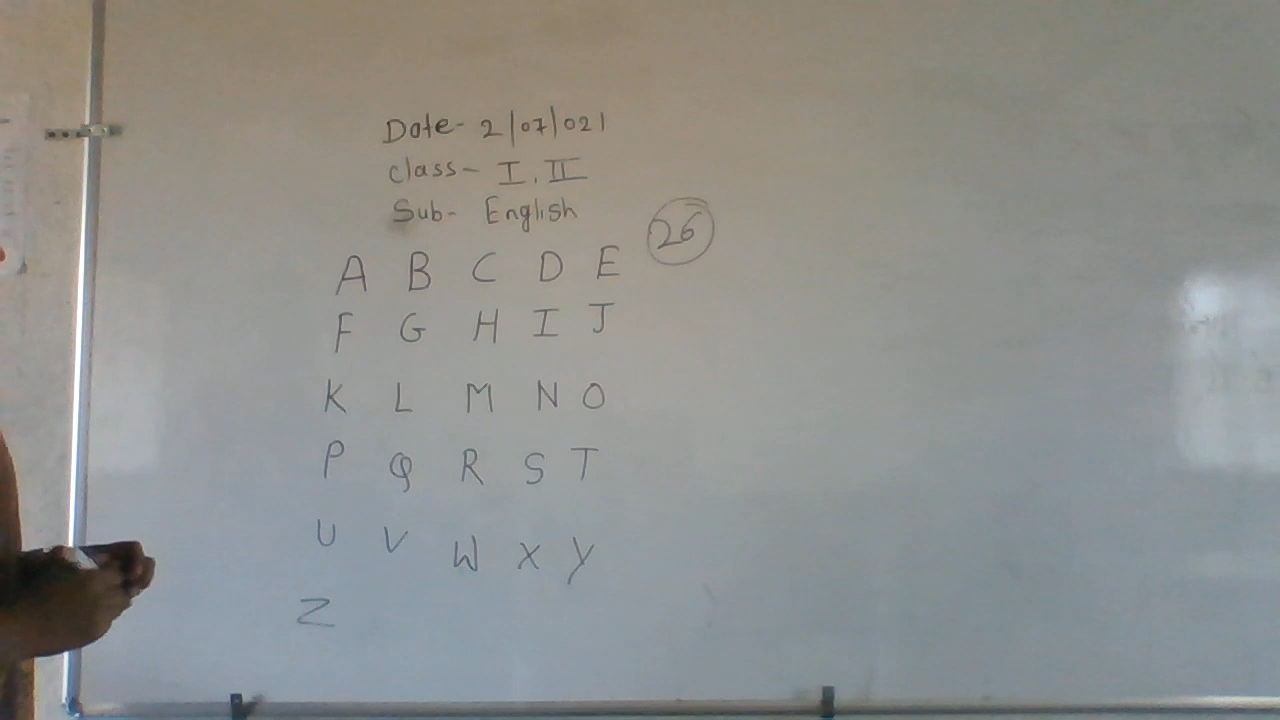 Date- 2/07/021
class- I, II
Sub- English
26
A B C D E
F G H I J
K L M N O
P Q R S T
U V W X Y
Z